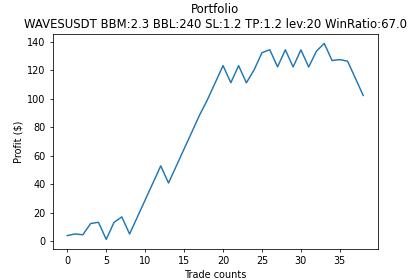 Portfolio
WAVESUSDT BBM:2.3 BBL:240 SL:1.2 TP:1.2 lev:20 WinRatio:67.0
140
120
100
80
60
40
20
0
Profit ($)
0 5 10 15 20 25 30 35
Trade counts